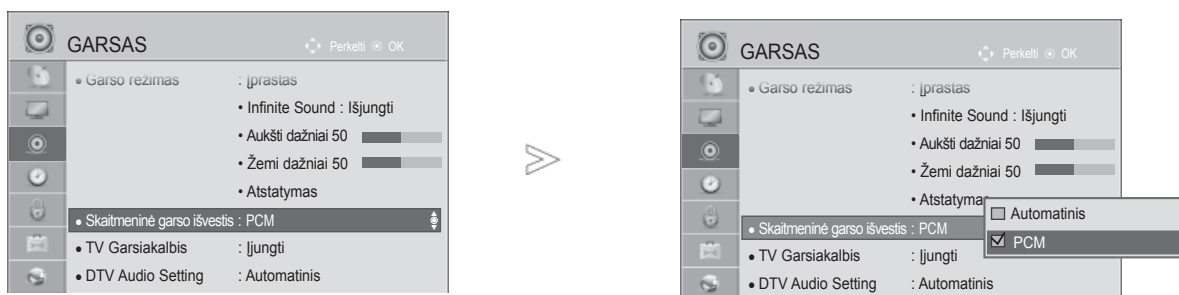 GARSAS
Perkelti OK
• Garso režimas : Įprastas
• Infinite Sound : Išjungti
• Aukšti dažniai 50
• Žemi dažniai 50
• Atstatymas
• Skaitmeninė garso išvestis : PCM
• TV Garsiakalbis : Įjungti
• DTV Audio Setting : Automatinis
GARSAS
Perkelti OK
• Garso režimas : Įprastas
• Infinite Sound : Išjungti
• Aukšti dažniai 50
• Žemi dažniai 50
• Atstatymas
• Skaitmeninė garso išvestis : PCM
• TV Garsiakalbis : Įjungti
• DTV Audio Setting : Automatinis
Automatinis
PCM